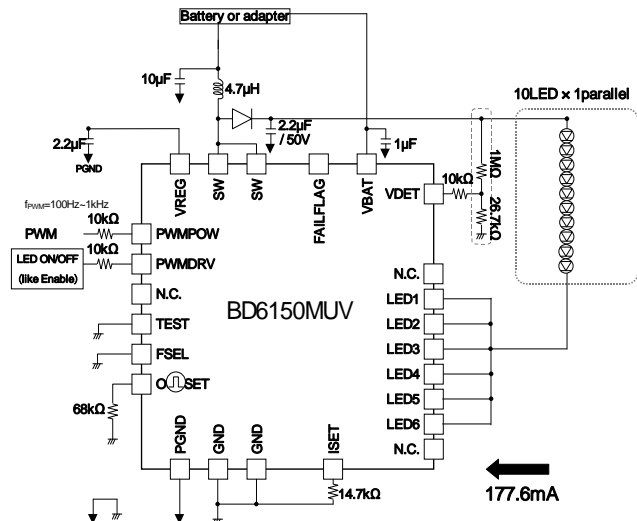 Battery or adapter
10µF
4.7µH
10LED × 1parallel
2.2µF
2.2µF
/ 50V
1µF
PGND
1MΩ
10kΩ
26.7kΩ
VREG
SW
SW
FAILFLAG
VBAT
VDET
fPWM=100Hz~1kHz
10kΩ
PWM
PWMPOW
10kΩ
LED ON/OFF
(like Enable)
PWMDRV
N.C.
N.C.
LED1
BD6150MUV
TEST
LED2
FSEL
LED3
LED4
SET
68kΩ
LED5
LED6
N.C.
PGND
GND
GND
ISET
14.7kΩ
177.6mA